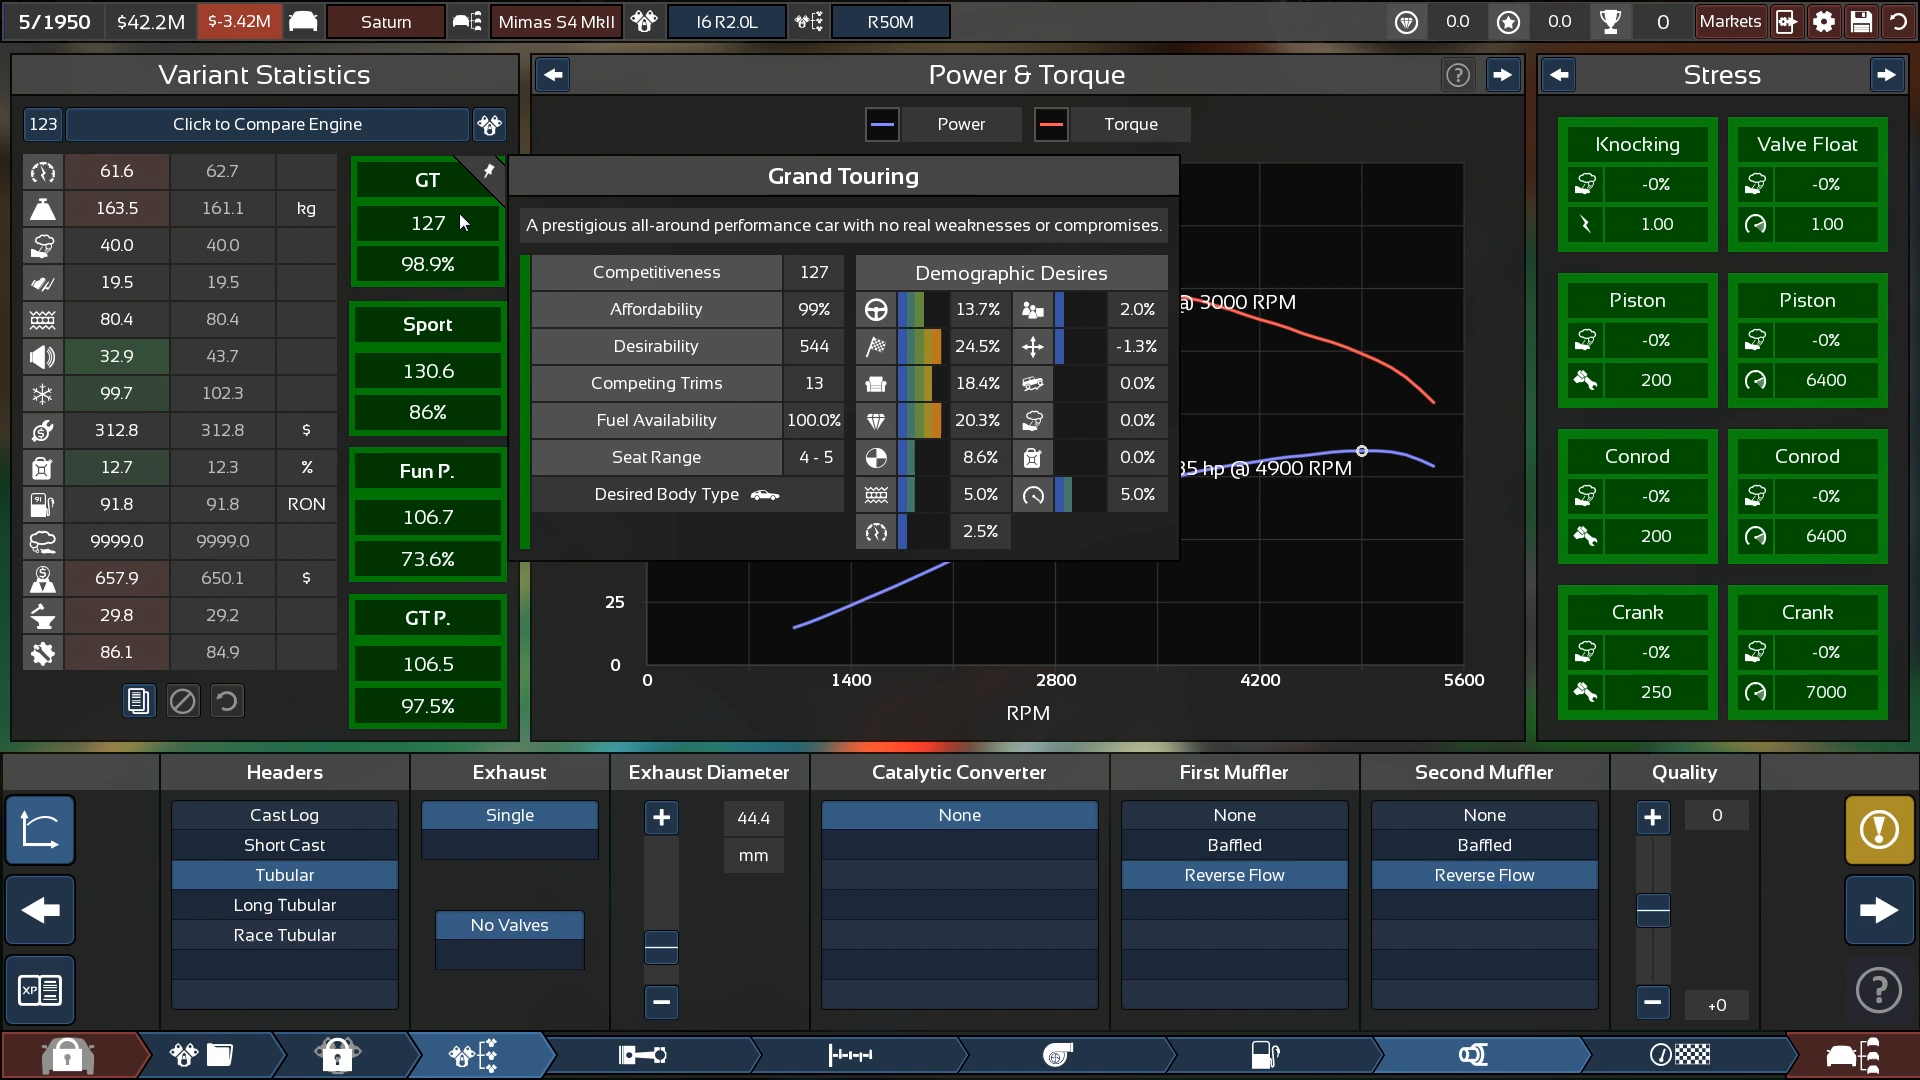 5/1950 $42.2M $-3.42M Saturn Mimas S4 MkII I6 R2.0L R50M 0.0 0.0 0 Markets
Variant Statistics
123 Click to Compare Engine
61.6 62.7
163.5 161.1 kg
40.0 40.0
19.5 19.5
80.4 80.4
32.9 43.7
99.7 102.3
312.8 312.8 $
12.7 12.3 %
91 91.8 91.8 RON
9999.0 9999.0
657.9 650.1 $
29.8 29.2
86.1 84.9
GT
127
98.9%
Sport
130.6
86%
Fun P.
106.7
73.6%
GT P.
106.5
97.5%
Power & Torque
?
Power Torque
Grand Touring
A prestigious all-around performance car with no real weaknesses or compromises.
Competitiveness 127
Affordability 99%
Desirability 544
Competing Trims 13
Fuel Availability 100.0%
Seat Range 4 - 5
Desired Body Type
Demographic Desires
13.7% 2.0%
24.5% -1.3%
18.4% 0.0%
20.3% 0.0%
8.6% 0.0%
5.0% 5.0%
2.5%
@ 3000 RPM
35 hp @ 4900 RPM
25
0
0 1400 2800 4200 5600
RPM
Stress
Knocking Valve Float
-0% -0%
1.00 1.00
Piston Piston
-0% -0%
200 6400
Conrod Conrod
-0% -0%
200 6400
Crank Crank
-0% -0%
250 7000
Headers
Cast Log
Short Cast
Tubular
Long Tubular
Race Tubular
Exhaust
Single
No Valves
Exhaust Diameter
44.4
mm
Catalytic Converter
None
First Muffler
None
Baffled
Reverse Flow
Second Muffler
None
Baffled
Reverse Flow
Quality
0
+0
XP
?